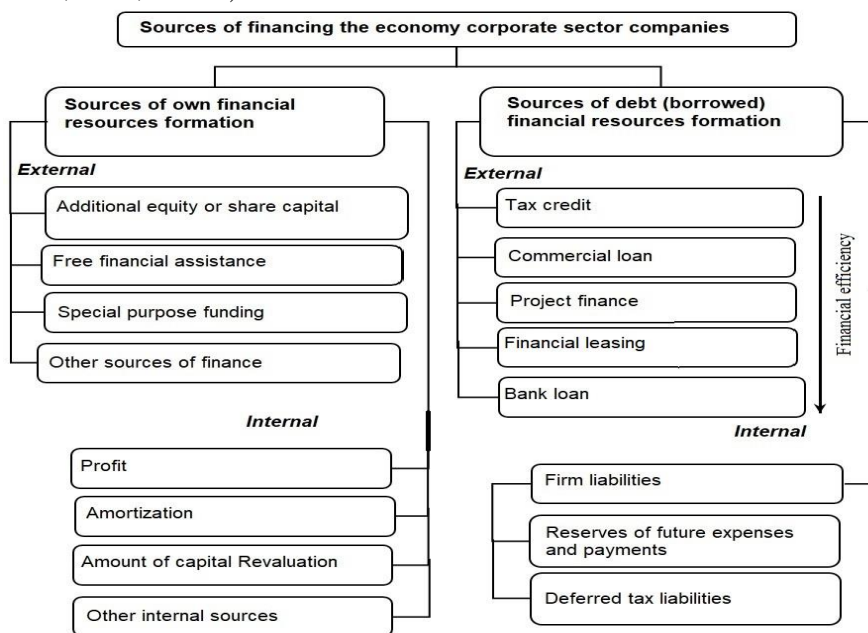 Sources of financing the economy corporate sector companies
Sources of own financial
resources formation
External
Additional equity or share capital
Free financial assistance
Special purpose funding
Other sources of finance
Internal
Profit
Amortization
Amount of capital Revaluation
Other internal sources
Sources of debt (borrowed)
financial resources formation
External
Tax credit
Commercial loan
Project finance
Financial leasing
Bank loan
Financial efficiency
Internal
Firm liabilities
Reserves of future expenses
and payments
Deferred tax liabilities